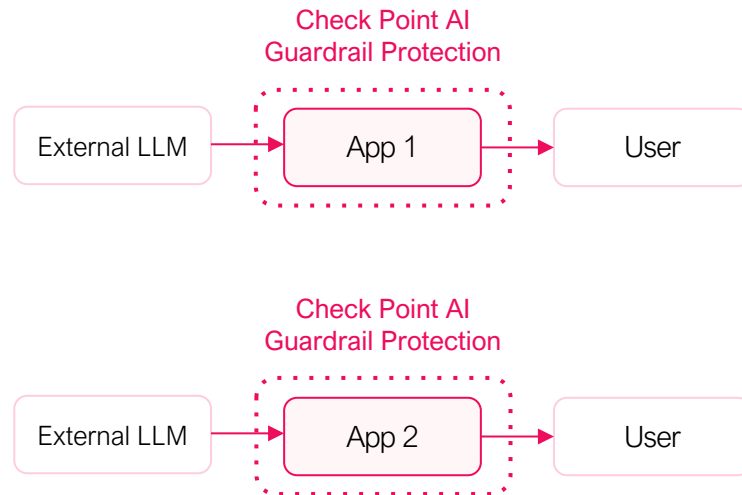 Check Point AI
Guardrail Protection
External LLM
App 1
User
Check Point AI
Guardrail Protection
External LLM
App 2
User